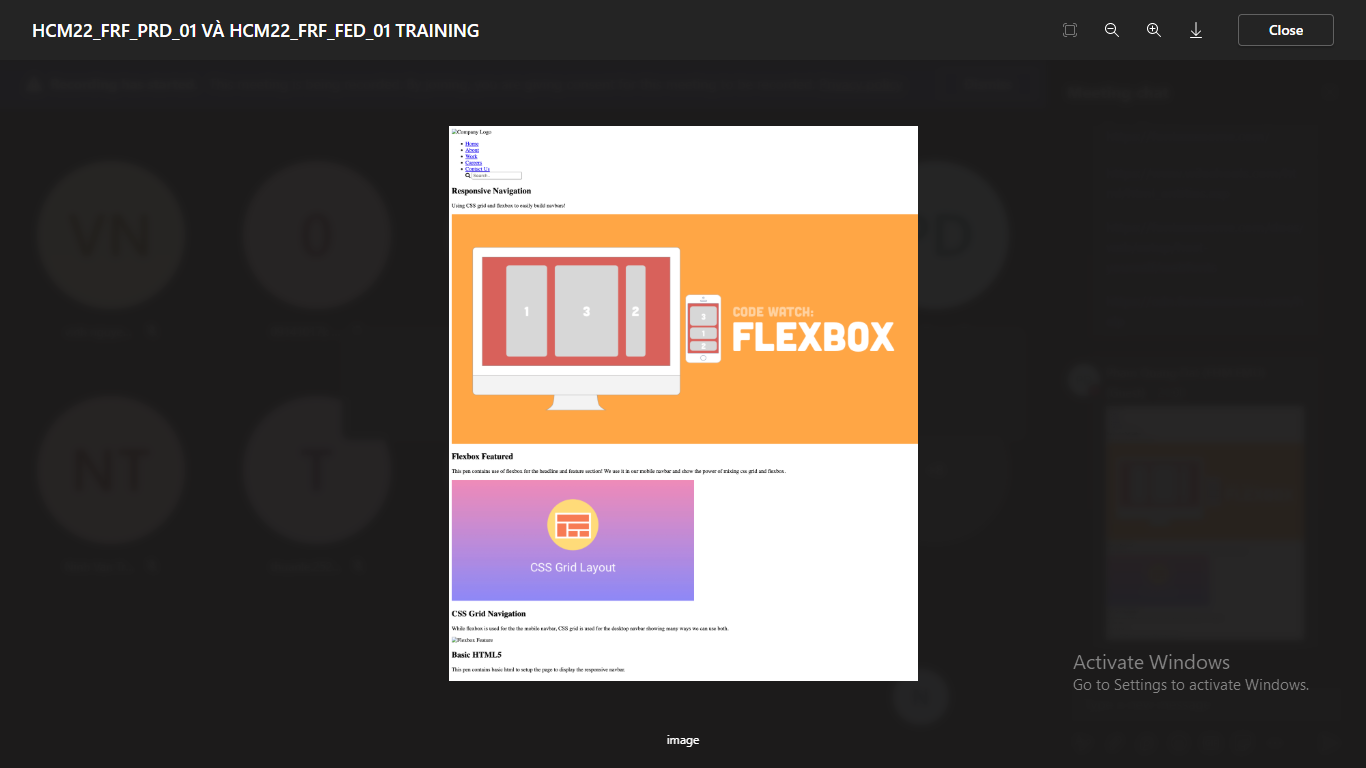 HCM22_FRF_PRD_01 VÀ HCM22_FRF_FED_01 TRAINING
Close
Company Logo
Home
About
Work
Careers
Contact Us
Search...
Responsive Navigation
Using CSS grid and flexbox to easily build navbars!
1
3
2
3
1
2
CODE WATCH:
FLEXBOX
Flexbox Featured
This pen contains use of flexbox for the headline and feature section! We use it in our mobile navbar and show the power of mixing css grid and flexbox.
CSS Grid Layout
CSS Grid Navigation
While flexbox is used for the the mobile navbar, CSS grid is used for the desktop navbar showing many ways we can use both.
Flexbox Feature
Basic HTML5
This pen contains basic html to setup the page to display the responsive navbar.
VN
0
PD
NT
T
Activate Windows
Go to Settings to activate Windows.
image